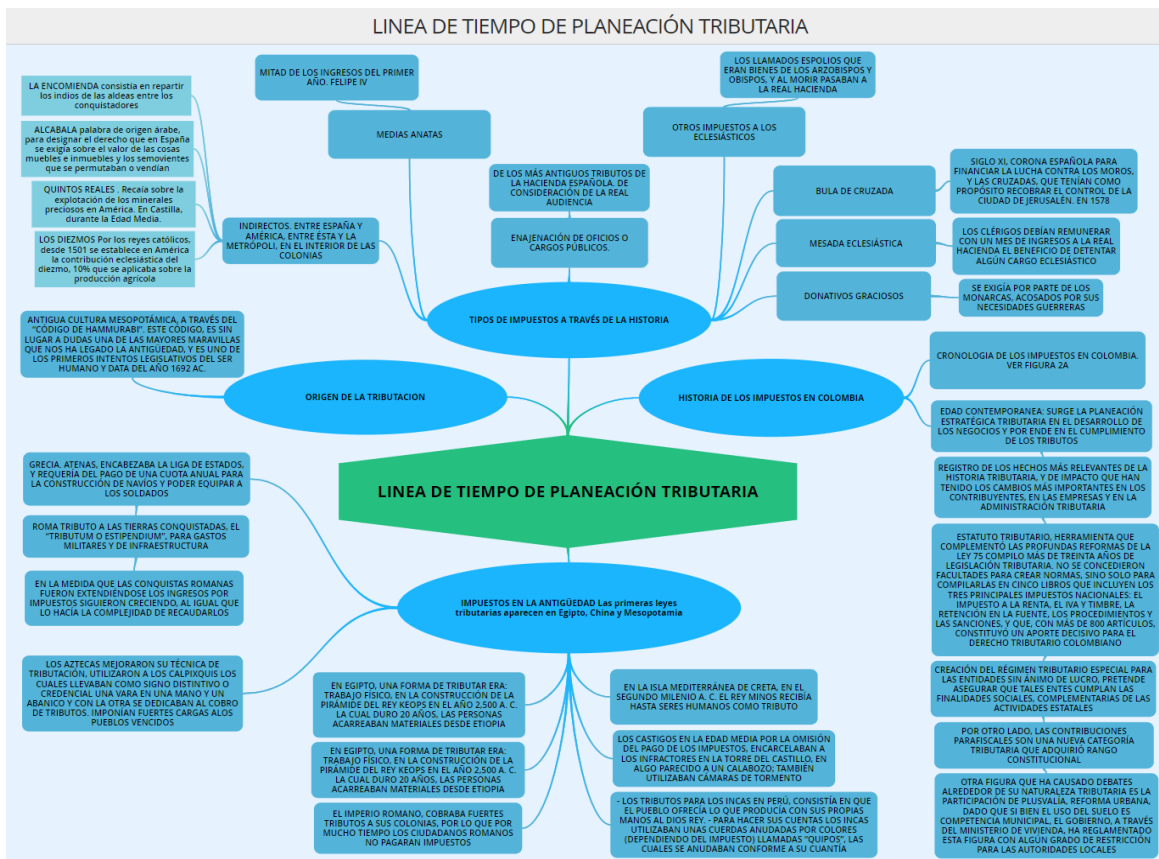 LINEA DE TIEMPO DE PLANEACIÓN TRIBUTARIA
LA ENCOMIENDA consistía en repartir
los indios de las aldeas entre los
conquistadores
ALCABALA palabra de origen árabe,
para designar el derecho que en España
se exigía sobre el valor de las cosas
muebles e inmuebles y los semovientes
que se permutaban o vendían
QUINTOS REALES . Recaía sobre la
explotación de los minerales
preciosos en América. En Castilla,
durante la Edad Media.
LOS DIEZMOS Por los reyes católicos,
desde 1501 se establece en América
la contribución eclesiástica del
diezmo, 10% que se aplicaba sobre la
producción agrícola
INDIRECTOS. ENTRE ESPAÑA Y
AMÉRICA, ENTRE ÉSTA Y LA
METRÓPOLI, EN EL INTERIOR DE LAS
COLONIAS
MITAD DE LOS INGRESOS DEL PRIMER
AÑO. FELIPE IV
MEDIAS ANATAS
DE LOS MÁS ANTIGUOS TRIBUTOS DE
LA HACIENDA ESPAÑOLA. DE
CONSIDERACIÓN DE LA REAL
AUDIENCIA
ENAJENACIÓN DE OFICIOS O
CARGOS PÚBLICOS.
LOS LLAMADOS ESPOLIOS QUE
ERAN BIENES DE LOS ARZOBISPOS Y
OBISPOS, Y AL MORIR PASABAN A
LA REAL HACIENDA
OTROS IMPUESTOS A LOS
ECLESIÁSTICOS
BULA DE CRUZADA
SIGLO XI, CORONA ESPAÑOLA PARA
FINANCIAR LA LUCHA CONTRA LOS MOROS,
Y LAS CRUZADAS, QUE TENÍAN COMO
PROPÓSITO RECOBRAR EL CONTROL DE LA
CIUDAD DE JERUSALÉN. EN 1578
MESADA ECLESIÁSTICA
LOS CLÉRIGOS DEBÍAN REMUNERAR
CON UN MES DE INGRESOS A LA REAL
HACIENDA EL BENEFICIO DE DETENTAR
ALGÚN CARGO ECLESIÁSTICO
DONATIVOS GRACIOSOS
SE EXIGÍA POR PARTE DE LOS
MONARCAS, ACOSADOS POR SUS
NECESIDADES GUERRERAS
TIPOS DE IMPUESTOS A TRAVÉS DE LA HISTORIA
ANTIGUA CULTURA MESOPOTÁMICA, A TRAVÉS DEL
“CÓDIGO DE HAMMURABI”. ESTE CÓDIGO, ES SIN
LUGAR A DUDAS UNA DE LAS MAYORES MARAVILLAS
QUE NOS HA LEGADO LA ANTIGÜEDAD, Y ES UNO DE
LOS PRIMEROS INTENTOS LEGISLATIVOS DEL SER
HUMANO Y DATA DEL AÑO 1692 AC.
ORIGEN DE LA TRIBUTACION
HISTORIA DE LOS IMPUESTOS EN COLOMBIA
CRONOLOGIA DE LOS IMPUESTOS EN COLOMBIA.
VER FIGURA 2A
EDAD CONTEMPORANEA: SURGE LA PLANEACIÓN
ESTRATÉGICA TRIBUTARIA EN EL DESARROLLO DE
LOS NEGOCIOS Y POR ENDE EN EL CUMPLIMIENTO
DE LOS TRIBUTOS
REGISTRO DE LOS HECHOS MÁS RELEVANTES DE LA
HISTORIA TRIBUTARIA, Y DE IMPACTO QUE HAN
TENIDO LOS CAMBIOS MÁS IMPORTANTES EN LOS
CONTRIBUYENTES, EN LAS EMPRESAS Y EN LA
ADMINISTRACIÓN TRIBUTARIA
ESTATUTO TRIBUTARIO, HERRAMIENTA QUE
COMPLEMENTÓ LAS PROFUNDAS REFORMAS DE LA
LEY 75 COMPILO MÁS DE TREINTA AÑOS DE
LEGISLACIÓN TRIBUTARIA. NO SE CONCEDIERON
FACULTADES PARA CREAR NORMAS, SINO SOLO PARA
COMPILARLAS EN CINCO LIBROS QUE INCLUYEN LOS
TRES PRINCIPALES IMPUESTOS NACIONALES: EL
IMPUESTO A LA RENTA, EL IVA Y TIMBRE, LA
RETENCIÓN EN LA FUENTE, LOS PROCEDIMIENTOS Y
LAS SANCIONES, Y QUE, CON MÁS DE 800 ARTÍCULOS,
CONSTITUYÓ UN APORTE DECISIVO PARA EL
DERECHO TRIBUTARIO COLOMBIANO
CREACIÓN DEL RÉGIMEN TRIBUTARIO ESPECIAL PARA
LAS ENTIDADES SIN ÁNIMO DE LUCRO, PRETENDE
ASEGURAR QUE TALES ENTES CUMPLAN LAS
FINALIDADES SOCIALES, COMPLEMENTARIAS DE LAS
ACTIVIDADES ESTATALES
POR OTRO LADO, LAS CONTRIBUCIONES
PARAFISCALES SON UNA NUEVA CATEGORÍA
TRIBUTARIA QUE ADQUIRIÓ RANGO
CONSTITUCIONAL
OTRA FIGURA QUE HA CAUSADO DEBATES
ALREDEDOR DE SU NATURALEZA TRIBUTARIA ES LA
PARTICIPACIÓN DE PLUSVALÍA, REFORMA URBANA,
DADO QUE SI BIEN EL USO DEL SUELO ES
COMPETENCIA MUNICIPAL, EL GOBIERNO, A TRAVÉS
DEL MINISTERIO DE VIVIENDA, HA REGLAMENTADO
ESTA FIGURA CON ALGÚN GRADO DE RESTRICCIÓN
PARA LAS AUTORIDADES LOCALES
LINEA DE TIEMPO DE PLANEACIÓN TRIBUTARIA
GRECIA. ATENAS, ENCABEZABA LA LIGA DE ESTADOS,
Y REQUERÍA DEL PAGO DE UNA CUOTA ANUAL PARA
LA CONSTRUCCIÓN DE NAVÍOS Y PODER EQUIPAR A
LOS SOLDADOS
ROMA TRIBUTO A LAS TIERRAS CONQUISTADAS, EL
“TRIBUTUM O ESTIPENDIUM”, PARA GASTOS
MILITARES Y DE INFRAESTRUCTURA
EN LA MEDIDA QUE LAS CONQUISTAS ROMANAS
FUERON EXTENDIÉNDOSE LOS INGRESOS POR
IMPUESTOS SIGUIERON CRECIENDO, AL IGUAL QUE
LO HACÍA LA COMPLEJIDAD DE RECAUDARLOS
IMPUESTOS EN LA ANTIGÜEDAD Las primeras leyes
tributarias aparecen en Egipto, China y Mesopotamia
LOS AZTECAS MEJORARON SU TÉCNICA DE
TRIBUTACIÓN, UTILIZARON A LOS CALPIXQUIS LOS
CUALES LLEVABAN COMO SIGNO DISTINTIVO O
CREDENCIAL UNA VARA EN UNA MANO Y UN
ABANICO Y CON LA OTRA SE DEDICABAN AL COBRO
DE TRIBUTOS. IMPONÍAN FUERTES CARGAS ALOS
PUEBLOS VENCIDOS
EN EGIPTO, UNA FORMA DE TRIBUTAR ERA:
TRABAJO FÍSICO, EN LA CONSTRUCCIÓN DE LA
PIRÁMIDE DEL REY KEOPS EN EL AÑO 2,500 A. C.
LA CUAL DURO 20 AÑOS, LAS PERSONAS
ACARREABAN MATERIALES DESDE ETIOPIA
EN EGIPTO, UNA FORMA DE TRIBUTAR ERA:
TRABAJO FÍSICO, EN LA CONSTRUCCIÓN DE LA
PIRÁMIDE DEL REY KEOPS EN EL AÑO 2,500 A. C.
LA CUAL DURO 20 AÑOS, LAS PERSONAS
ACARREABAN MATERIALES DESDE ETIOPIA
EL IMPERIO ROMANO, COBRABA FUERTES
TRIBUTOS A SUS COLONIAS, POR LO QUE POR
MUCHO TIEMPO LOS CIUDADANOS ROMANOS
NO PAGARAN IMPUESTOS
EN LA ISLA MEDITERRÁNEA DE CRETA, EN EL
SEGUNDO MILENIO A. C. EL REY MINOS RECIBÍA
HASTA SERES HUMANOS COMO TRIBUTO
LOS CASTIGOS EN LA EDAD MEDIA POR LA OMISIÓN
DEL PAGO DE LOS IMPUESTOS, ENCARCELABAN A
LOS INFRACTORES EN LA TORRE DEL CASTILLO, EN
ALGO PARECIDO A UN CALABOZO; TAMBIÉN
UTILIZABAN CÁMARAS DE TORMENTO
- LOS TRIBUTOS PARA LOS INCAS EN PERÚ, CONSISTÍA EN QUE
EL PUEBLO OFRECÍA LO QUE PRODUCÍA CON SUS PROPIAS
MANOS AL DIOS REY. - PARA HACER SUS CUENTAS LOS INCAS
UTILIZABAN UNA CUERDAS ANUDADAS POR COLORES
(DEPENDIENDO DEL IMPUESTO) LLAMADAS “QUIPOS”, LAS
CUALES SE ANUDABAN CONFORME A SU CUANTÍA